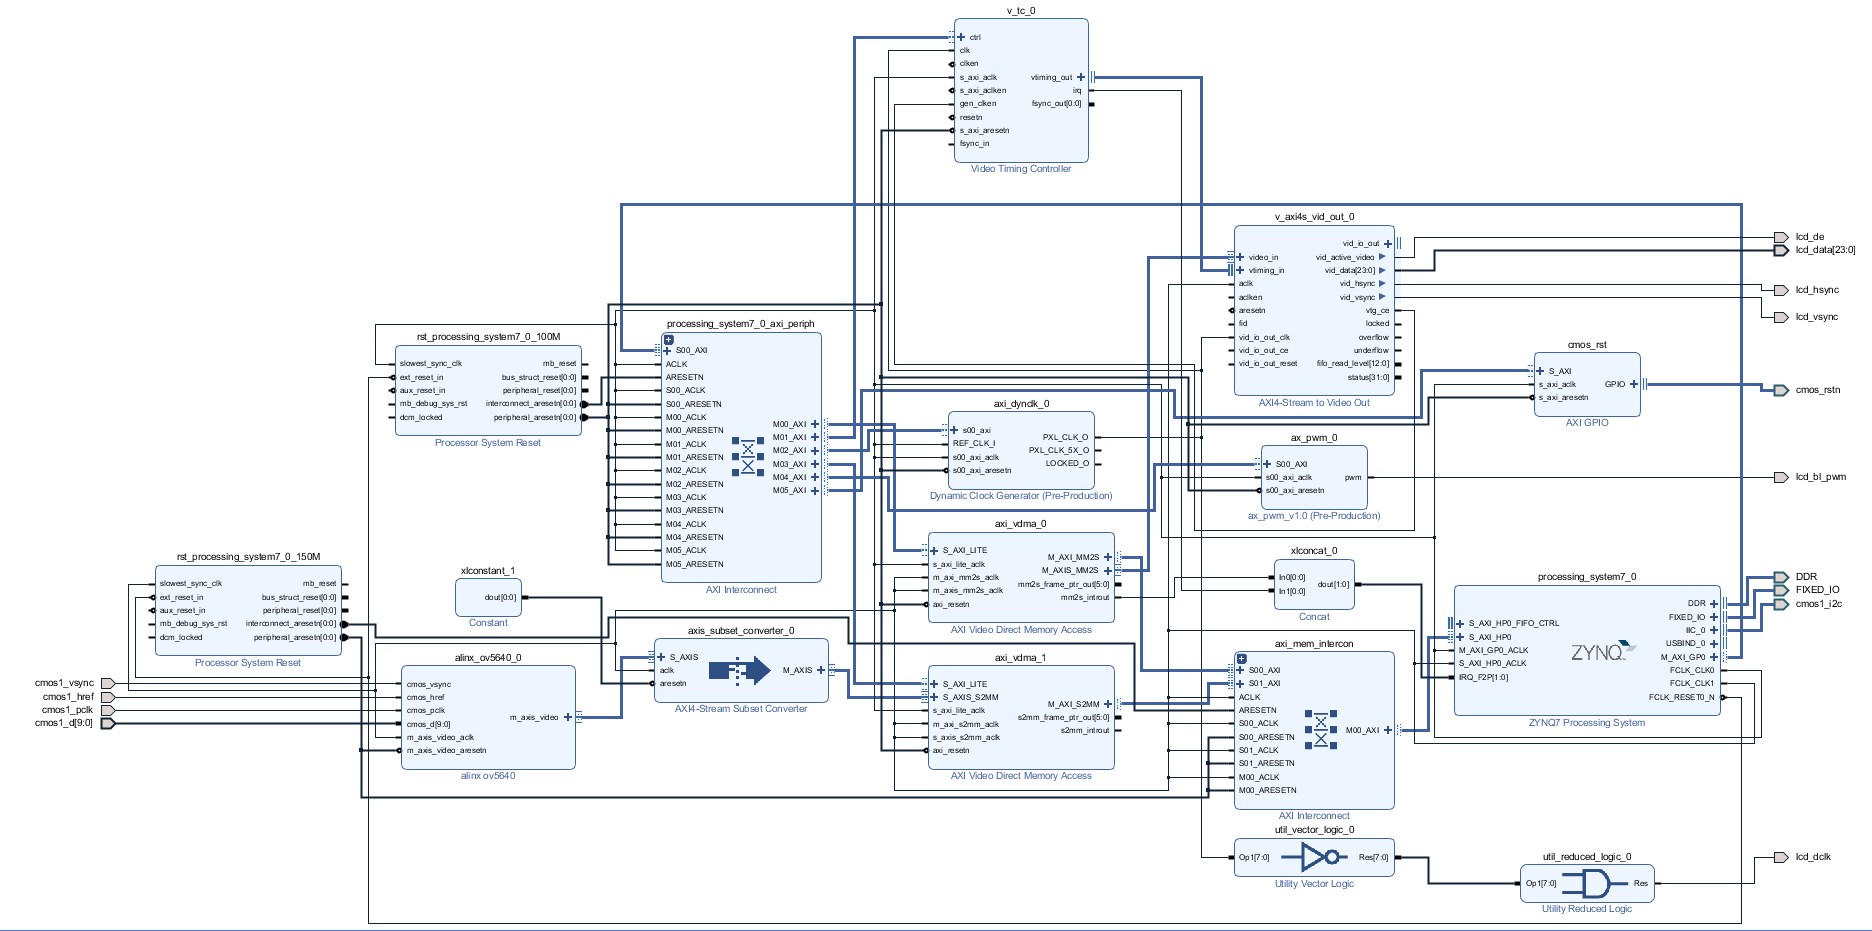 v_tc_0
ctrl
clk
clken
s_axi_aclk
s_axi_aclken
gen_clken
resetn
s_axi_aresetn
fsync_in
vtiming_out
irq
fsync_out[0:0]
Video Timing Controller
v_axi4s_vid_out_0
video_in
vtiming_in
aclk
aclken
aresetn
fid
vid_io_out_clk
vid_io_out_ce
vid_io_out_reset
vid_io_out
vid_active_video
vid_data[23:0]
vid_hsync
vid_vsync
vtg_ce
locked
overflow
underflow
fifo_read_level[12:0]
status[31:0]
AXI4-Stream to Video Out
lcd_de
lcd_data[23:0]
lcd_hsync
lcd_vsync
rst_processing_system7_0_100M
slowest_sync_clk
ext_reset_in
aux_reset_in
mb_debug_sys_rst
dcm_locked
mb_reset
bus_struct_reset[0:0]
peripheral_reset[0:0]
interconnect_aresetn[0:0]
peripheral_aresetn[0:0]
Processor System Reset
processing_system7_0_axi_periph
S00_AXI
ACLK
ARESETN
S00_ACLK
S00_ARESETN
M00_ACLK
M00_ARESETN
M01_ACLK
M01_ARESETN
M02_ACLK
M02_ARESETN
M03_ACLK
M03_ARESETN
M04_ACLK
M04_ARESETN
M05_ACLK
M05_ARESETN
M00_AXI
M01_AXI
M02_AXI
M03_AXI
M04_AXI
M05_AXI
AXI Interconnect
cmos_rst
S_AXI
s_axi_aclk
s_axi_aresetn
GPIO
AXI GPIO
cmos_rstn
axi_dynclk_0
s00_axi
REF_CLK_I
s00_axi_aclk
s00_axi_aresetn
PXL_CLK_O
PXL_CLK_5X_O
LOCKED_O
Dynamic Clock Generator (Pre-Production)
ax_pwm_0
S00_AXI
s00_axi_aclk
s00_axi_aresetn
pwm
ax_pwm_v1.0 (Pre-Production)
lcd_bl_pwm
axi_vdma_0
S_AXI_LITE
s_axi_lite_aclk
m_axi_mm2s_aclk
m_axis_mm2s_aclk
axi_resetn
M_AXI_MM2S
M_AXIS_MM2S
mm2s_frame_ptr_out[5:0]
mm2s_introut
AXI Video Direct Memory Access
xlconcat_0
In0[0:0]
In1[0:0]
dout[1:0]
Concat
rst_processing_system7_0_150M
slowest_sync_clk
ext_reset_in
aux_reset_in
mb_debug_sys_rst
dcm_locked
mb_reset
bus_struct_reset[0:0]
peripheral_reset[0:0]
interconnect_aresetn[0:0]
peripheral_aresetn[0:0]
Processor System Reset
xlconstant_1
dout[0:0]
Constant
processing_system7_0
S_AXI_HP0_FIFO_CTRL
S_AXI_HP0
M_AXI_GP0_ACLK
S_AXI_HP0_ACLK
IRQ_F2P[1:0]
ZYNQ
DDR
FIXED_IO
IIC_0
USBIND_0
M_AXI_GP0
FCLK_CLK0
FCLK_CLK1
FCLK_RESET0_N
ZYNQ7 Processing System
DDR
FIXED_IO
cmos1_i2c
axis_subset_converter_0
S_AXIS
aclk
aresetn
M_AXIS
AXI4-Stream Subset Converter
cmos1_vsync
cmos1_href
cmos1_pclk
cmos1_d[9:0]
alinx_ov5640_0
cmos_vsync
cmos_href
cmos_pclk
cmos_d[9:0]
m_axis_video_aclk
m_axis_video_aresetn
m_axis_video
alinx ov5640
axi_vdma_1
S_AXI_LITE
S_AXIS_S2MM
s_axi_lite_aclk
m_axi_s2mm_aclk
s_axis_s2mm_aclk
axi_resetn
M_AXI_S2MM
s2mm_frame_ptr_out[5:0]
s2mm_introut
AXI Video Direct Memory Access
axi_mem_intercon
S00_AXI
S01_AXI
ACLK
ARESETN
S00_ACLK
S00_ARESETN
S01_ACLK
S01_ARESETN
M00_ACLK
M00_ARESETN
M00_AXI
AXI Interconnect
util_vector_logic_0
Op1[7:0]
Res[7:0]
Utility Vector Logic
util_reduced_logic_0
Op1[7:0]
Res
Utility Reduced Logic
lcd_dclk